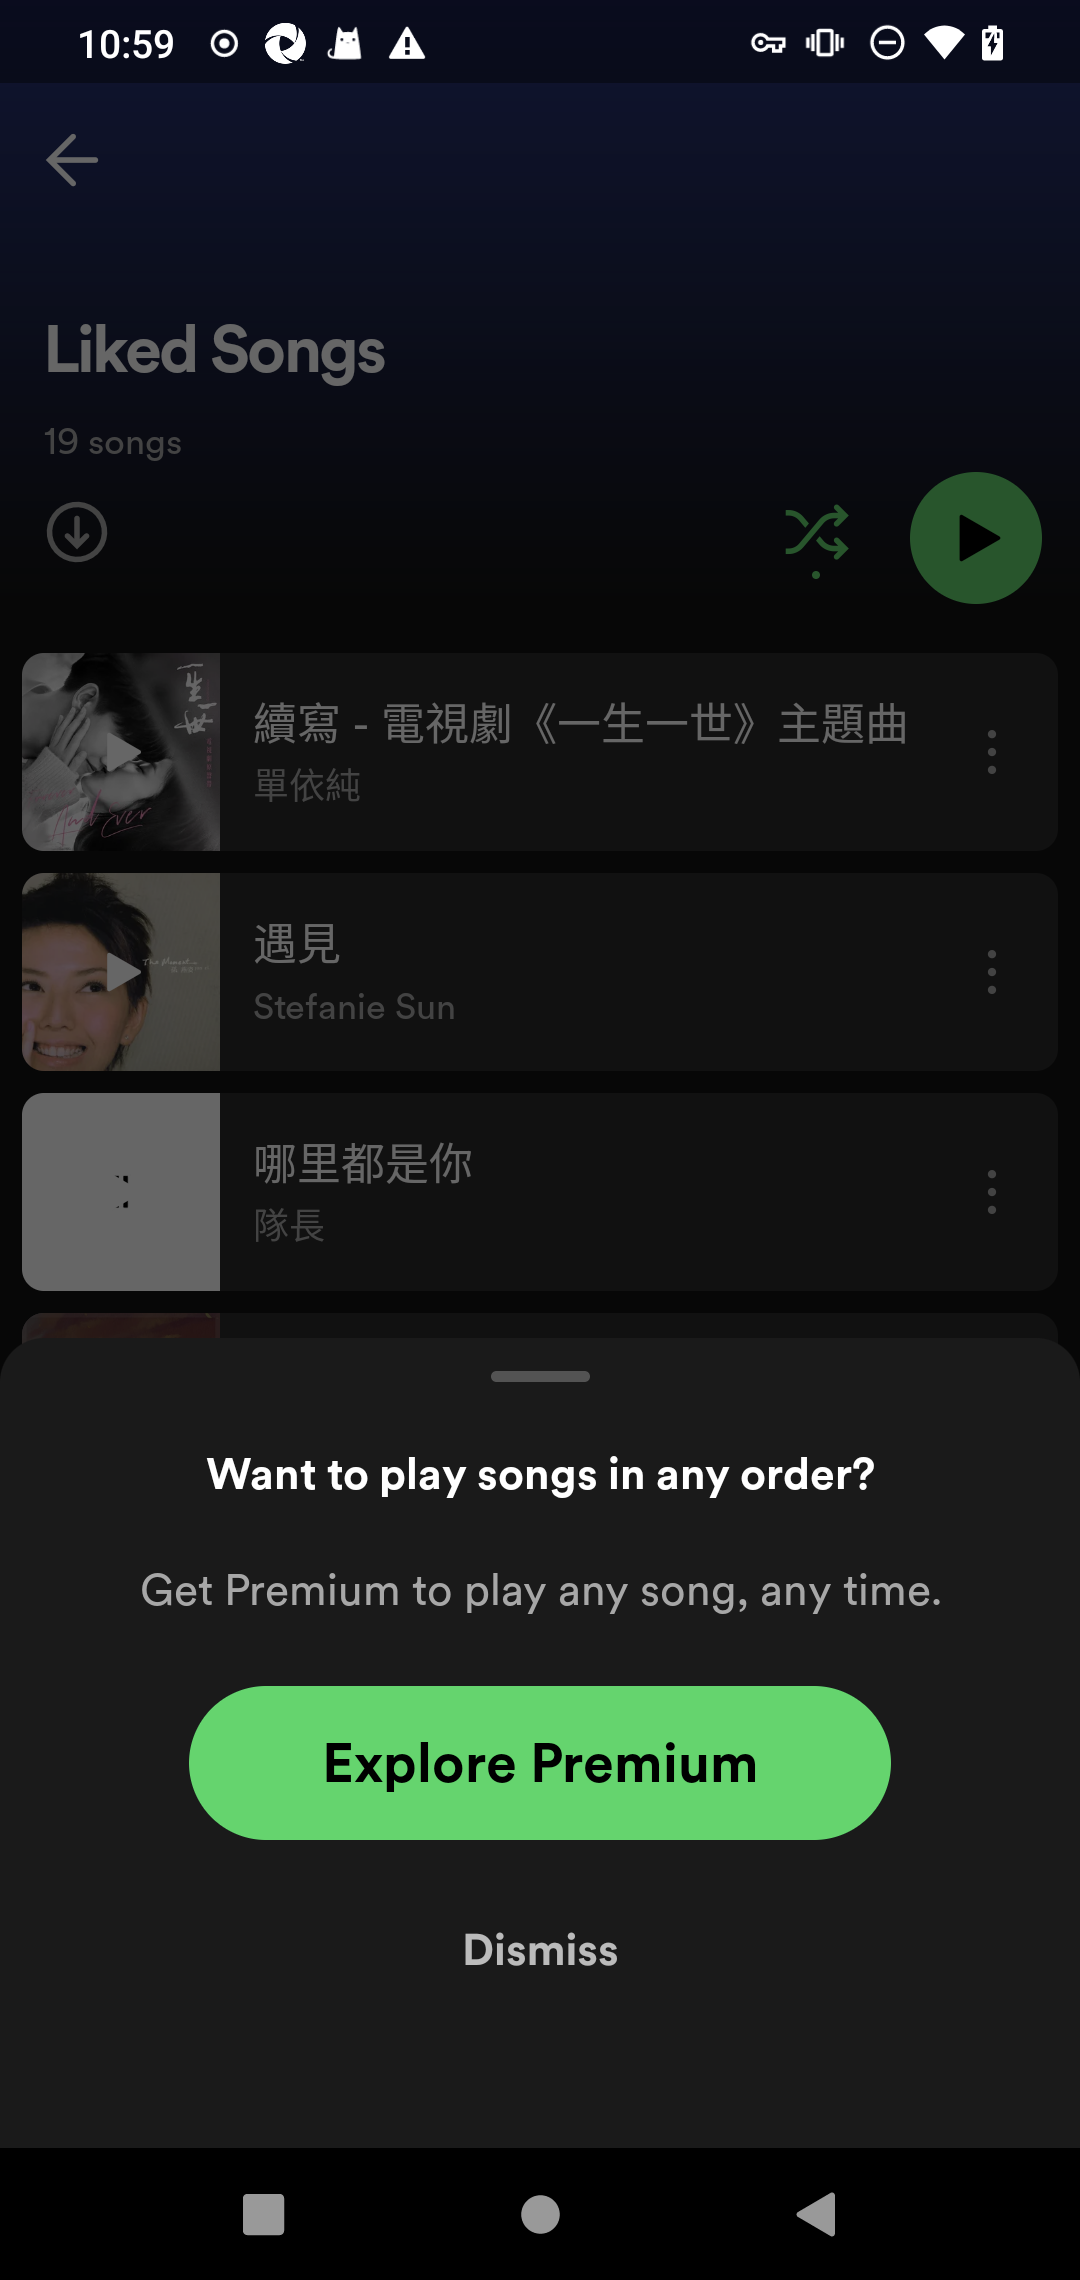 10:59
Liked Songs
19 songs
續寫 - 電視劇《一生一世》主題曲
單依純
遇見
Stefanie Sun
哪里都是你
隊長
Want to play songs in any order?
Get Premium to play any song, any time.
Explore Premium
Dismiss